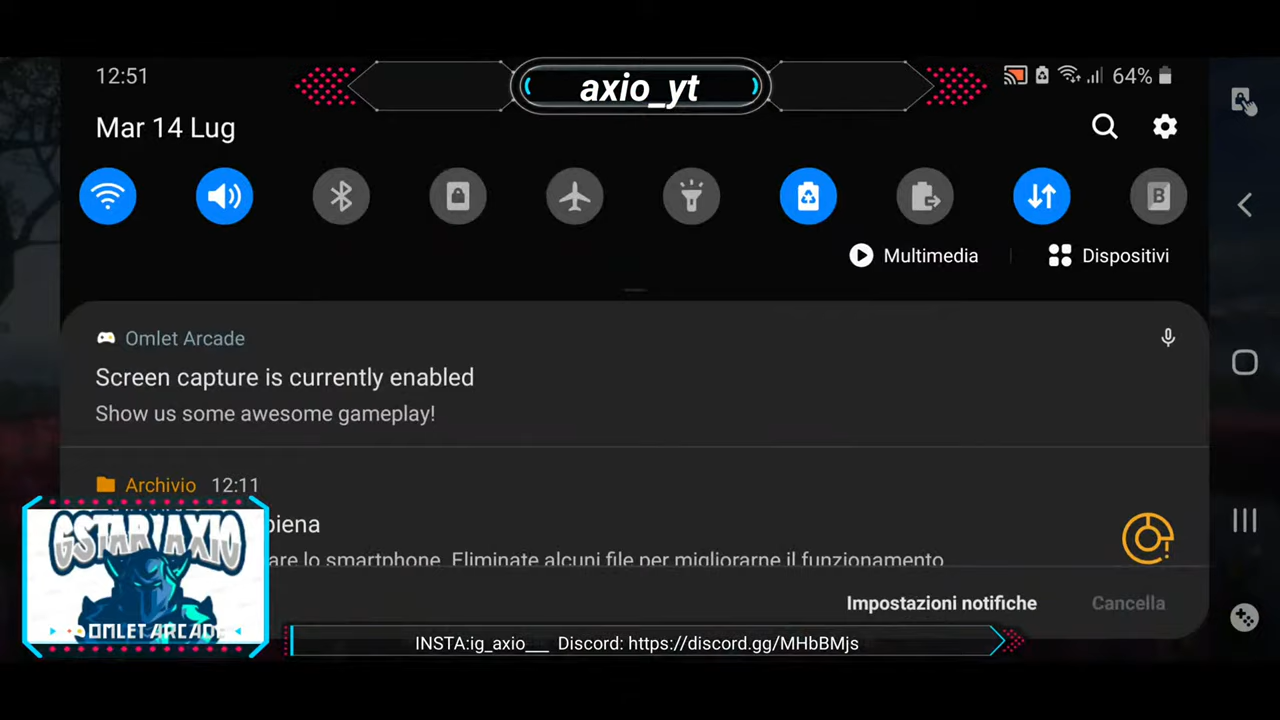 12:51
axio_yt
64%
Mar 14 Lug
B
Multimedia
Dispositivi
Omlet Arcade
Screen capture is currently enabled
Show us some awesome gameplay!
Archivio 12:11
piena
are lo smartphone. Eliminate alcuni file per migliorarne il funzionamento
GSTAR AXIO
OMLET ARCADE
Impostazioni notifiche
Cancella
INSTA:ig_axio___ Discord: https://discord.gg/MHbBMjs